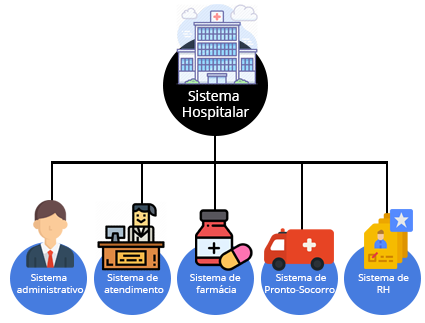 Sistema
Hospitalar
Sistema
administrativo
Sistema de
atendimento
Sistema de
farmácia
Sistema de
Pronto-Socorro
Sistema de
RH